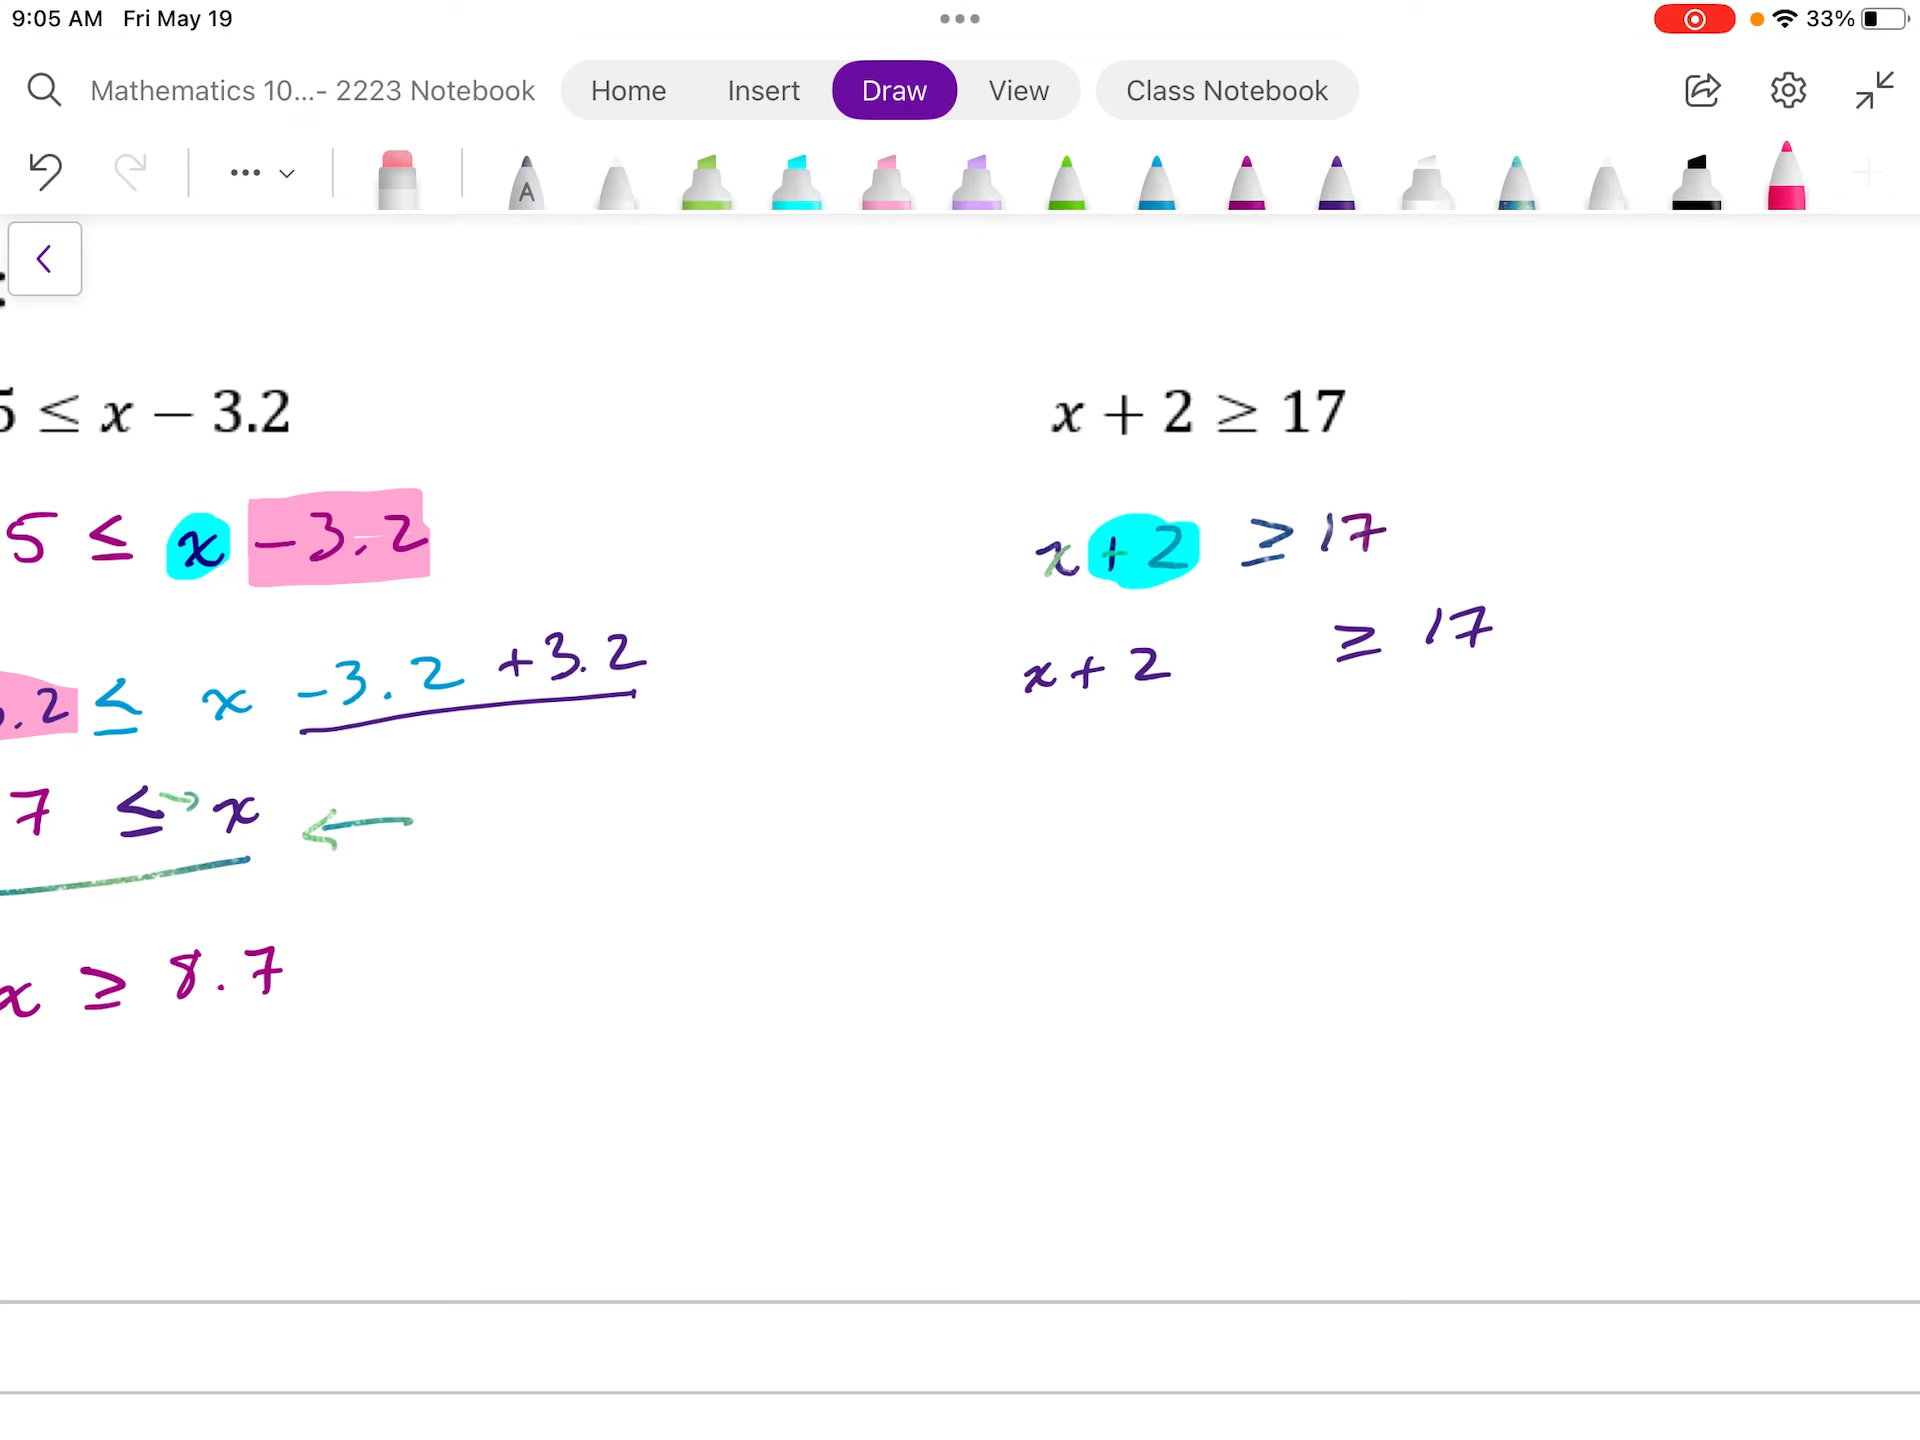 9:05 AM Fri May 19
33%
Mathematics 10...- 2223 Notebook
Home
Insert
Draw
View
Class Notebook
A
5 ≤ x − 3.2
5 ≤ x −3.2
.2 ≤ x −3.2 +3.2
7 ≤ x
x ≥ 8.7
x + 2 ≥ 17
x + 2 ≥ 17
x + 2 ≥ 17